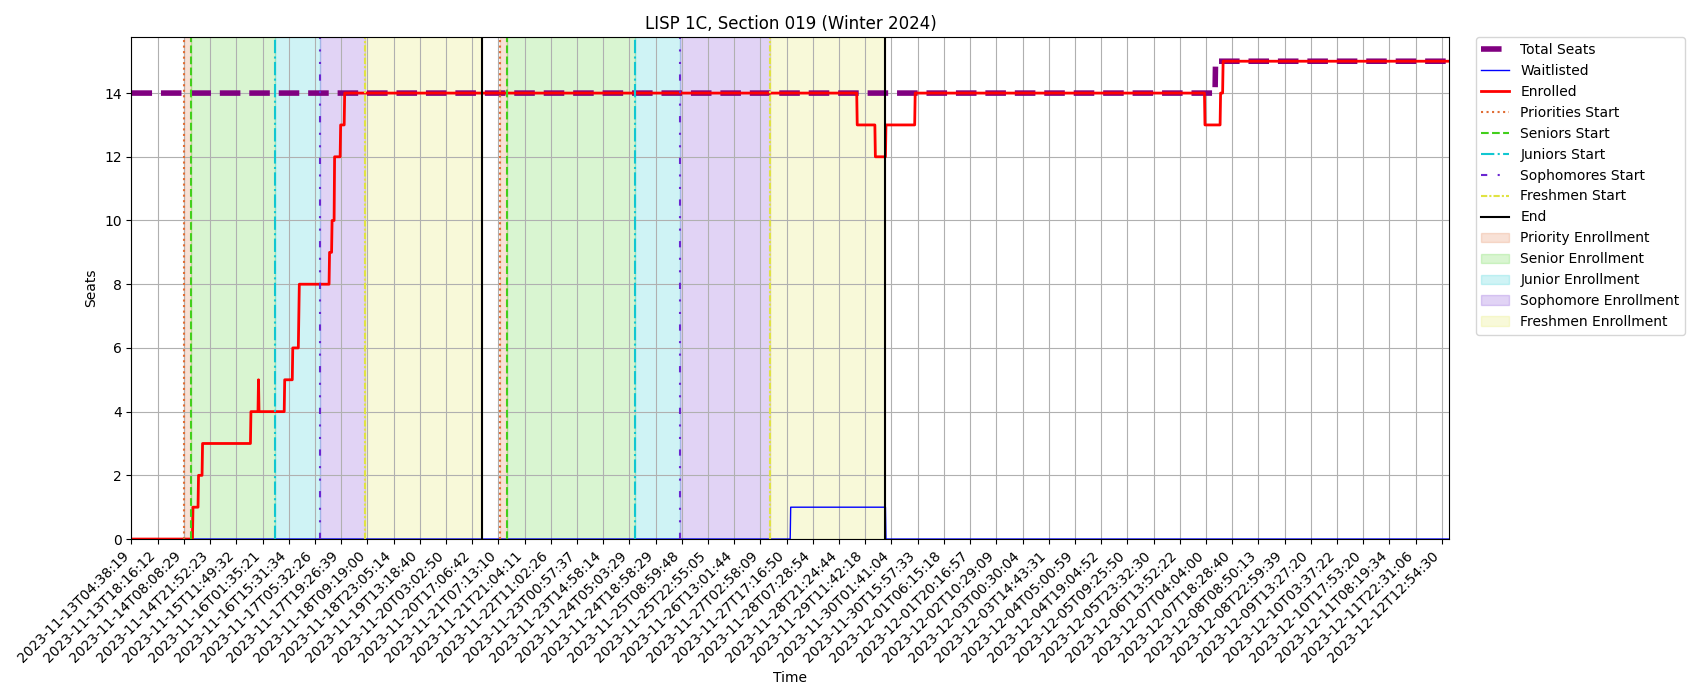 LISP 1C, Section 019 (Winter 2024)
Seats
14
12
10
8
6
4
2
0
2023-11-13T04:38:19
2023-11-13T18:16:12
2023-11-14T08:08:29
2023-11-14T21:52:23
2023-11-15T11:49:32
2023-11-16T01:35:21
2023-11-16T15:31:34
2023-11-17T05:32:26
2023-11-17T19:26:39
2023-11-18T09:19:00
2023-11-18T23:05:14
2023-11-19T13:18:40
2023-11-20T03:02:50
2023-11-20T17:06:42
2023-11-21T07:13:10
2023-11-21T21:04:11
2023-11-22T11:02:26
2023-11-23T00:57:37
2023-11-23T14:58:14
2023-11-24T05:03:29
2023-11-24T18:58:29
2023-11-25T08:59:48
2023-11-25T22:55:05
2023-11-26T13:01:44
2023-11-27T02:58:09
2023-11-27T17:16:50
2023-11-28T07:28:54
2023-11-28T21:24:44
2023-11-29T11:42:18
2023-11-30T01:41:04
2023-11-30T15:57:33
2023-12-01T06:15:18
2023-12-01T20:16:57
2023-12-02T10:29:09
2023-12-03T00:30:04
2023-12-03T14:43:31
2023-12-04T05:00:59
2023-12-04T19:04:52
2023-12-05T09:25:50
2023-12-05T23:32:30
2023-12-06T13:52:22
2023-12-07T04:04:00
2023-12-07T18:28:40
2023-12-08T08:50:13
2023-12-08T22:59:39
2023-12-09T13:27:20
2023-12-10T03:37:22
2023-12-10T17:53:20
2023-12-11T08:19:34
2023-12-11T22:31:06
2023-12-12T12:54:30
Time
Total Seats
Waitlisted
Enrolled
Priorities Start
Seniors Start
Juniors Start
Sophomores Start
Freshmen Start
End
Priority Enrollment
Senior Enrollment
Junior Enrollment
Sophomore Enrollment
Freshmen Enrollment